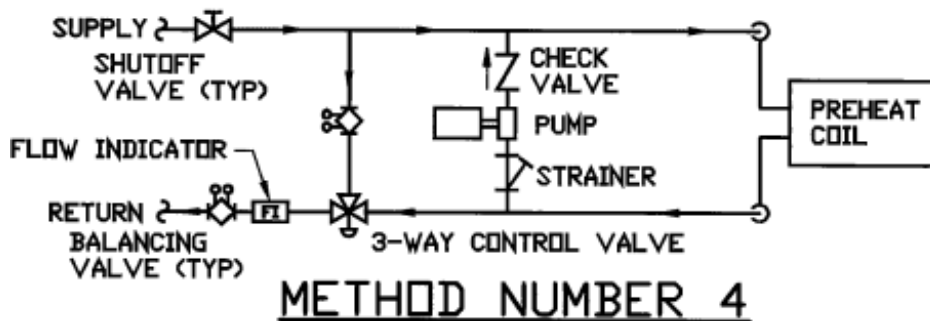 SUPPLY
SHUTOFF
VALVE (TYP)
CHECK
VALVE
PUMP
PREHEAT
COIL
FLOW INDICATOR
STRAINER
RETURN
FI
BALANCING
VALVE (TYP)
3-WAY CONTROL VALVE
METHOD NUMBER 4